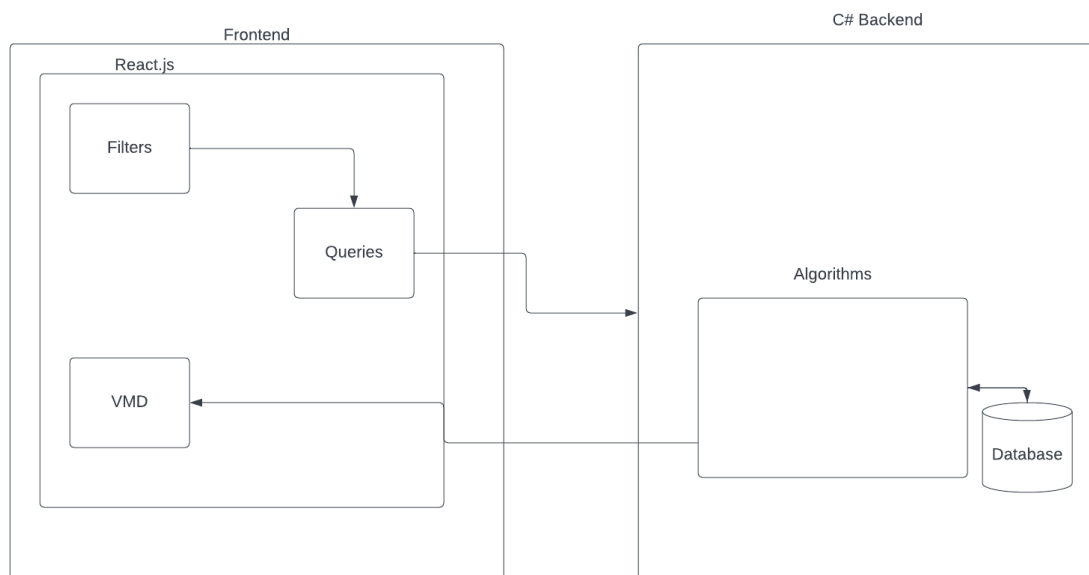 C# Backend
Frontend
React.js
Filters
Queries
Algorithms
VMD
Database